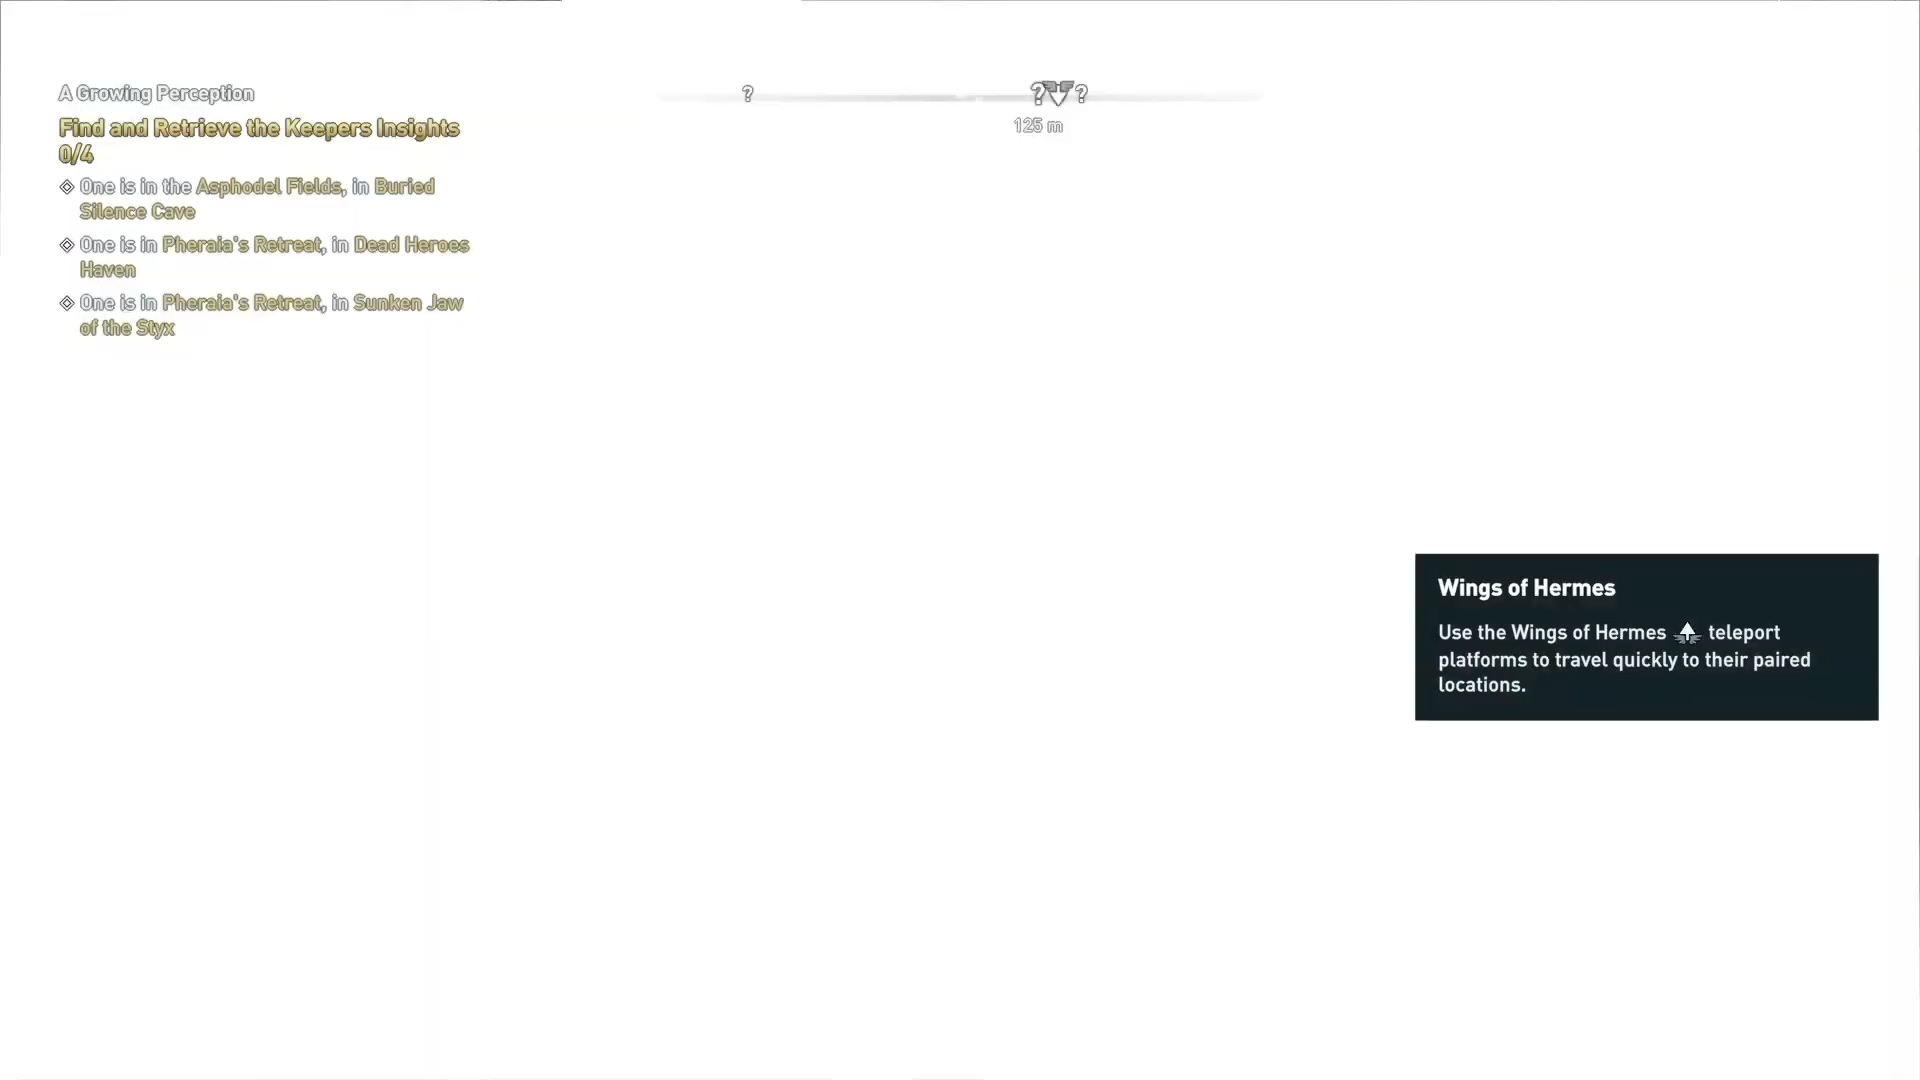 A Growing Perception
? ? ?
Find and Retrieve the Keepers Insights
125 m
0/4
One is in the Asphodel Fields, in Buried
Silence Cave
One is in Pheraia's Retreat, in Dead Heroes
Haven
One is in Pheraia's Retreat, in Sunken Jaw
of the Styx
Wings of Hermes
Use the Wings of Hermes teleport
platforms to travel quickly to their paired
locations.